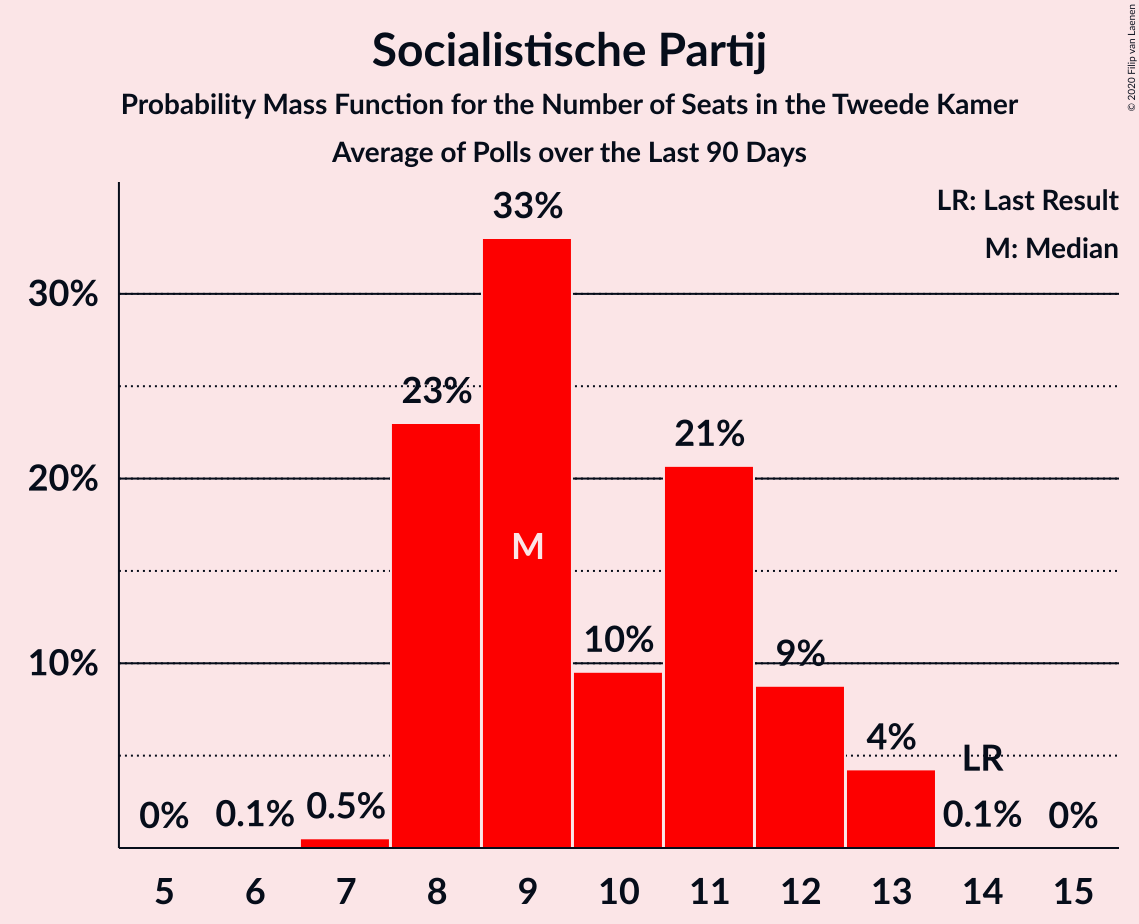 Socialistische Partij
Probability Mass Function for the Number of Seats in the Tweede Kamer
Average of Polls over the Last 90 Days
© 2020 Filip van Laenen
LR: Last Result
M: Median
33%
30%
23%
21%
20%
M
10%
10%
9%
4%
LR
0%
0.1%
0.5%
0.1%
0%
5 6 7 8 9 10 11 12 13 14 15